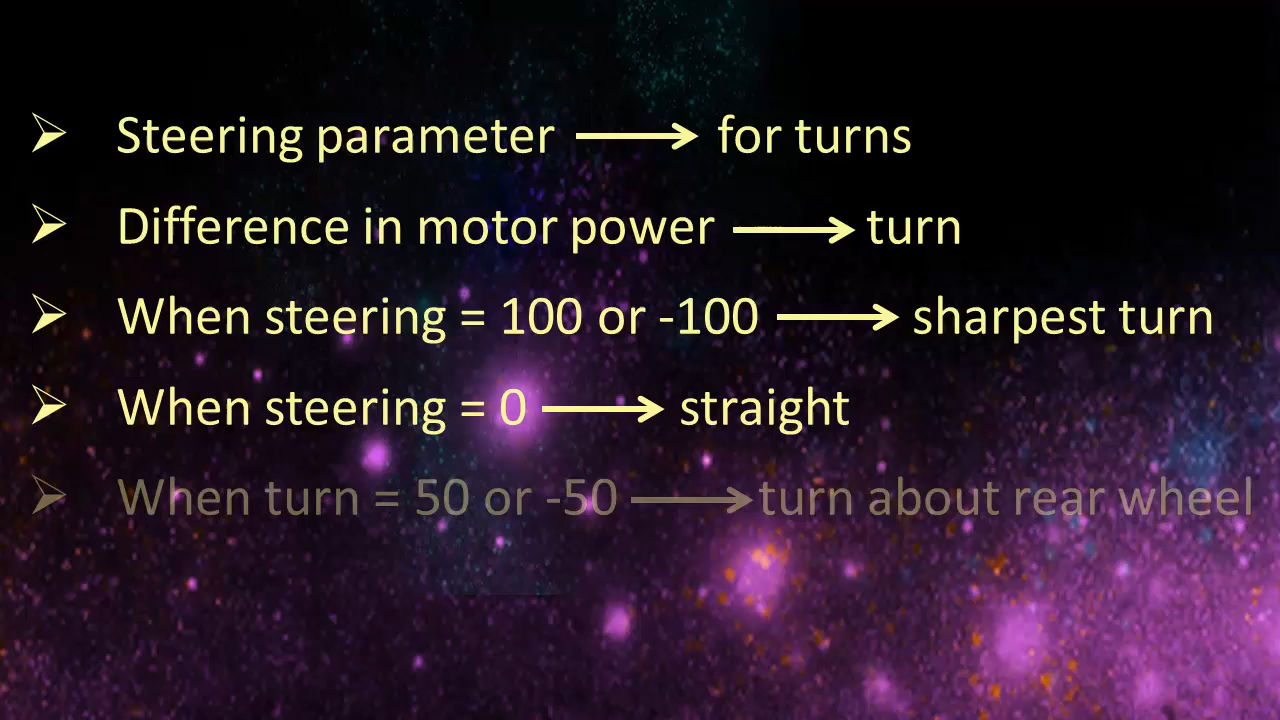 ➢ Steering parameter ⟶ for turns
➢ Difference in motor power ⟶ turn
➢ When steering = 100 or -100 ⟶ sharpest turn
➢ When steering = 0 ⟶ straight
➢ When turn = 50 or -50 ⟶ turn about rear wheel